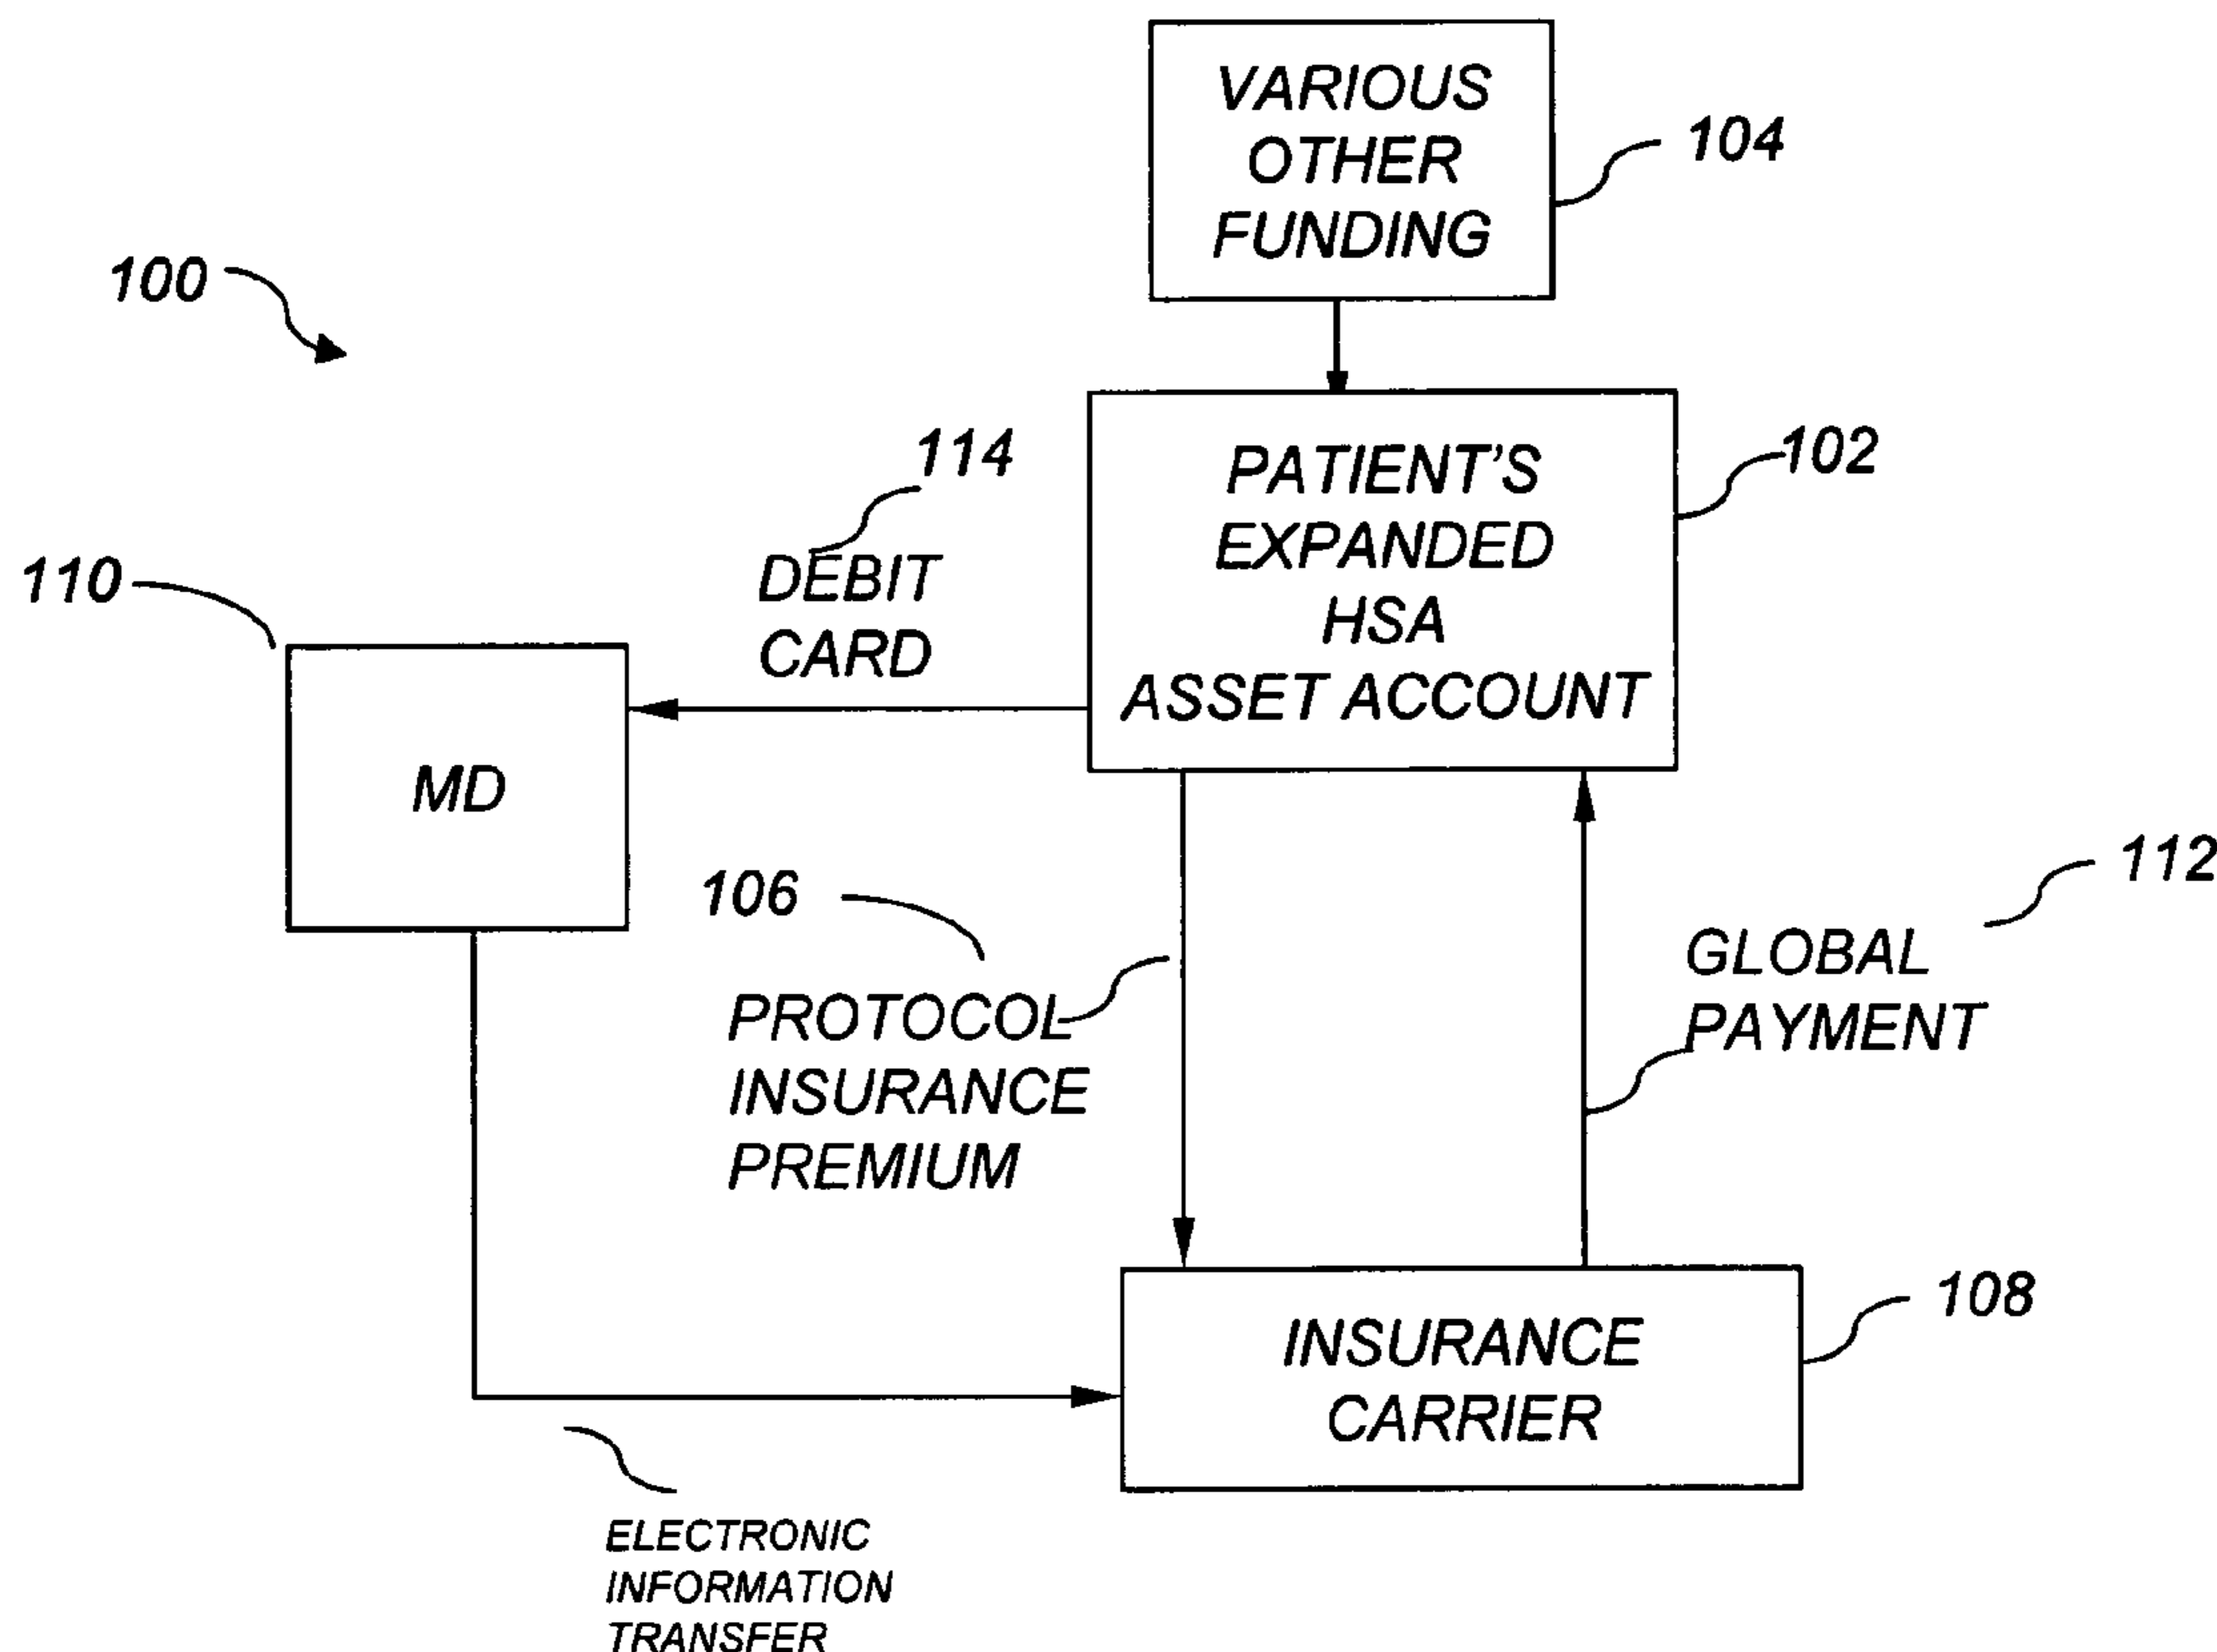 VARIOUS
OTHER
FUNDING
104
100
PATIENT'S
EXPANDED
HSA
ASSET ACCOUNT
102
114
DEBIT
CARD
110
MD
106
PROTOCOL
INSURANCE
PREMIUM
112
GLOBAL
PAYMENT
INSURANCE
CARRIER
108
ELECTRONIC
INFORMATION
TRANSFER